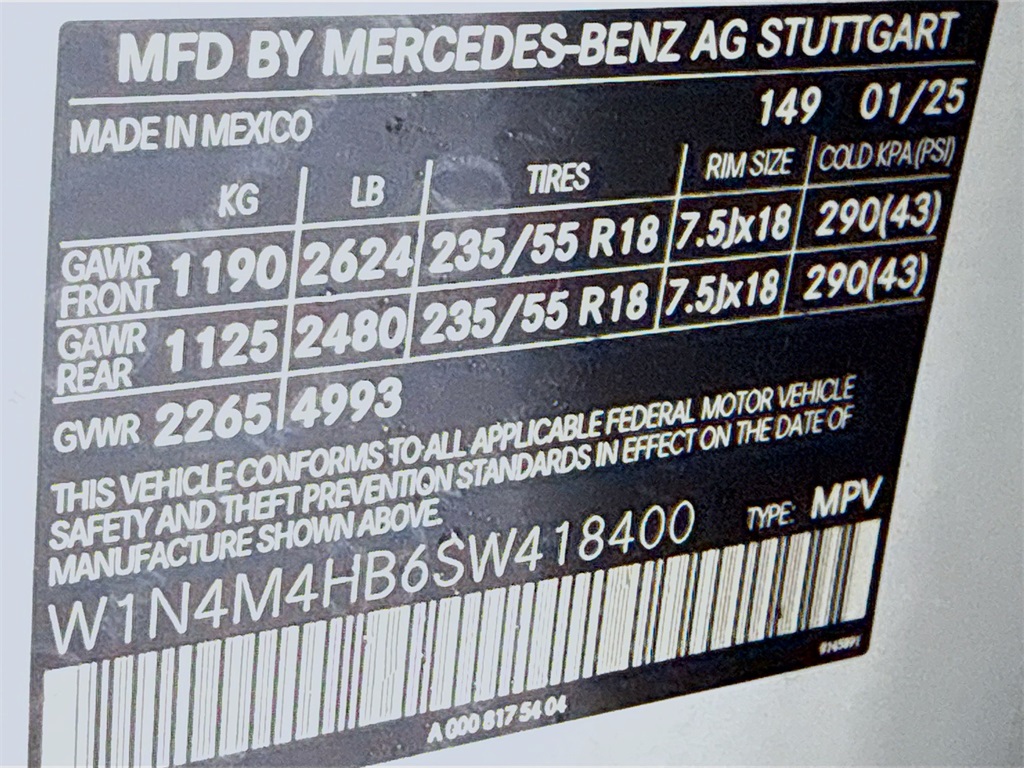 MFD BY MERCEDES-BENZ AG STUTTGART
149 01/25
MADE IN MEXICO
KG LB TIRES RIM SIZE COLD KPA (PSI)
GAWR FRONT 1190 2624 235/55 R18 7.5Jx18 290(43)
GAWR REAR 1125 2480 235/55 R18 7.5Jx18 290(43)
GVWR 2265 4993
THIS VEHICLE CONFORMS TO ALL APPLICABLE FEDERAL MOTOR VEHICLE
SAFETY AND THEFT PREVENTION STANDARDS IN EFFECT ON THE DATE OF
MANUFACTURE SHOWN ABOVE.
W1N4M4HB6SW418400 TYPE: MPV
A 000 817 54 04